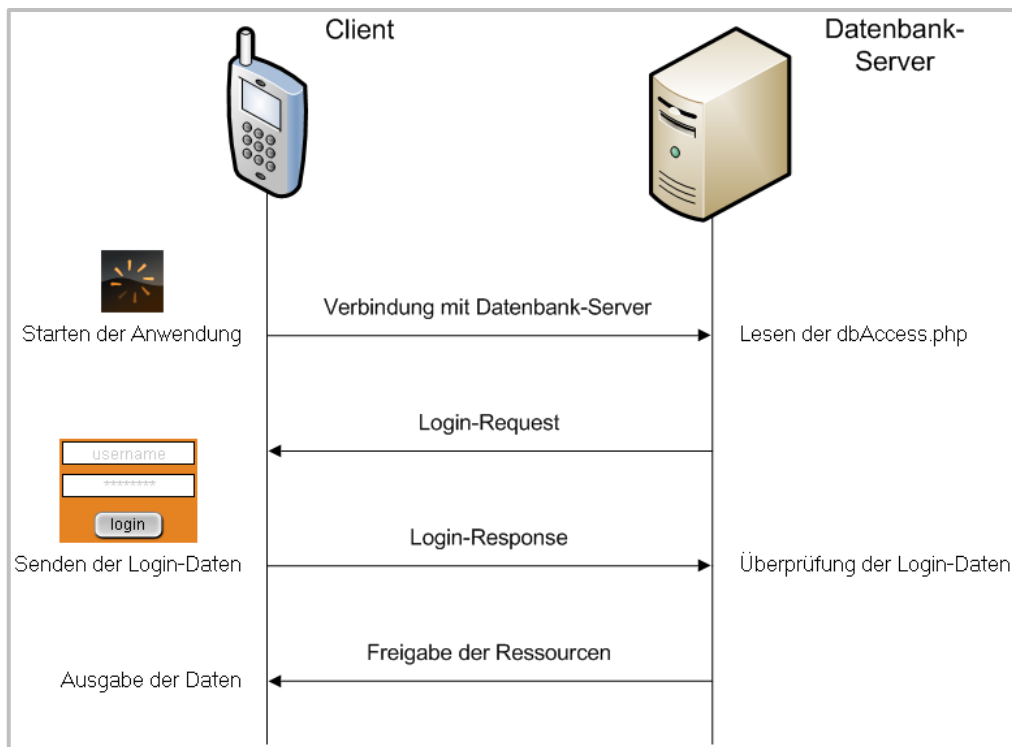 Client
Datenbank-
Server
Verbindung mit Datenbank-Server
Starten der Anwendung
Lesen der dbAccess.php
Login-Request
username
********
login
Login-Response
Senden der Login-Daten
Überprüfung der Login-Daten
Freigabe der Ressourcen
Ausgabe der Daten